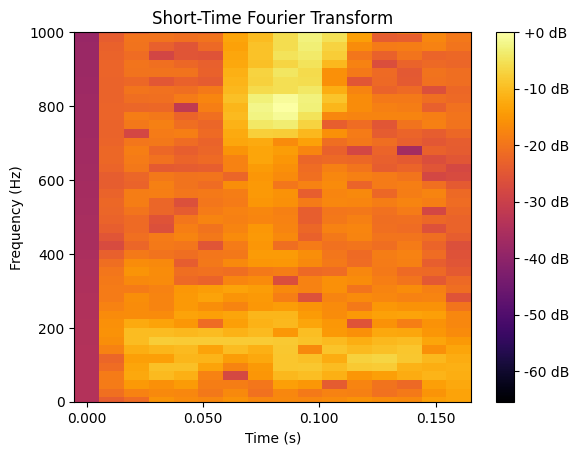 Short-Time Fourier Transform
Frequency (Hz)
1000
800
600
400
200
0
0.000
0.050
0.100
0.150
Time (s)
+0 dB
-10 dB
-20 dB
-30 dB
-40 dB
-50 dB
-60 dB